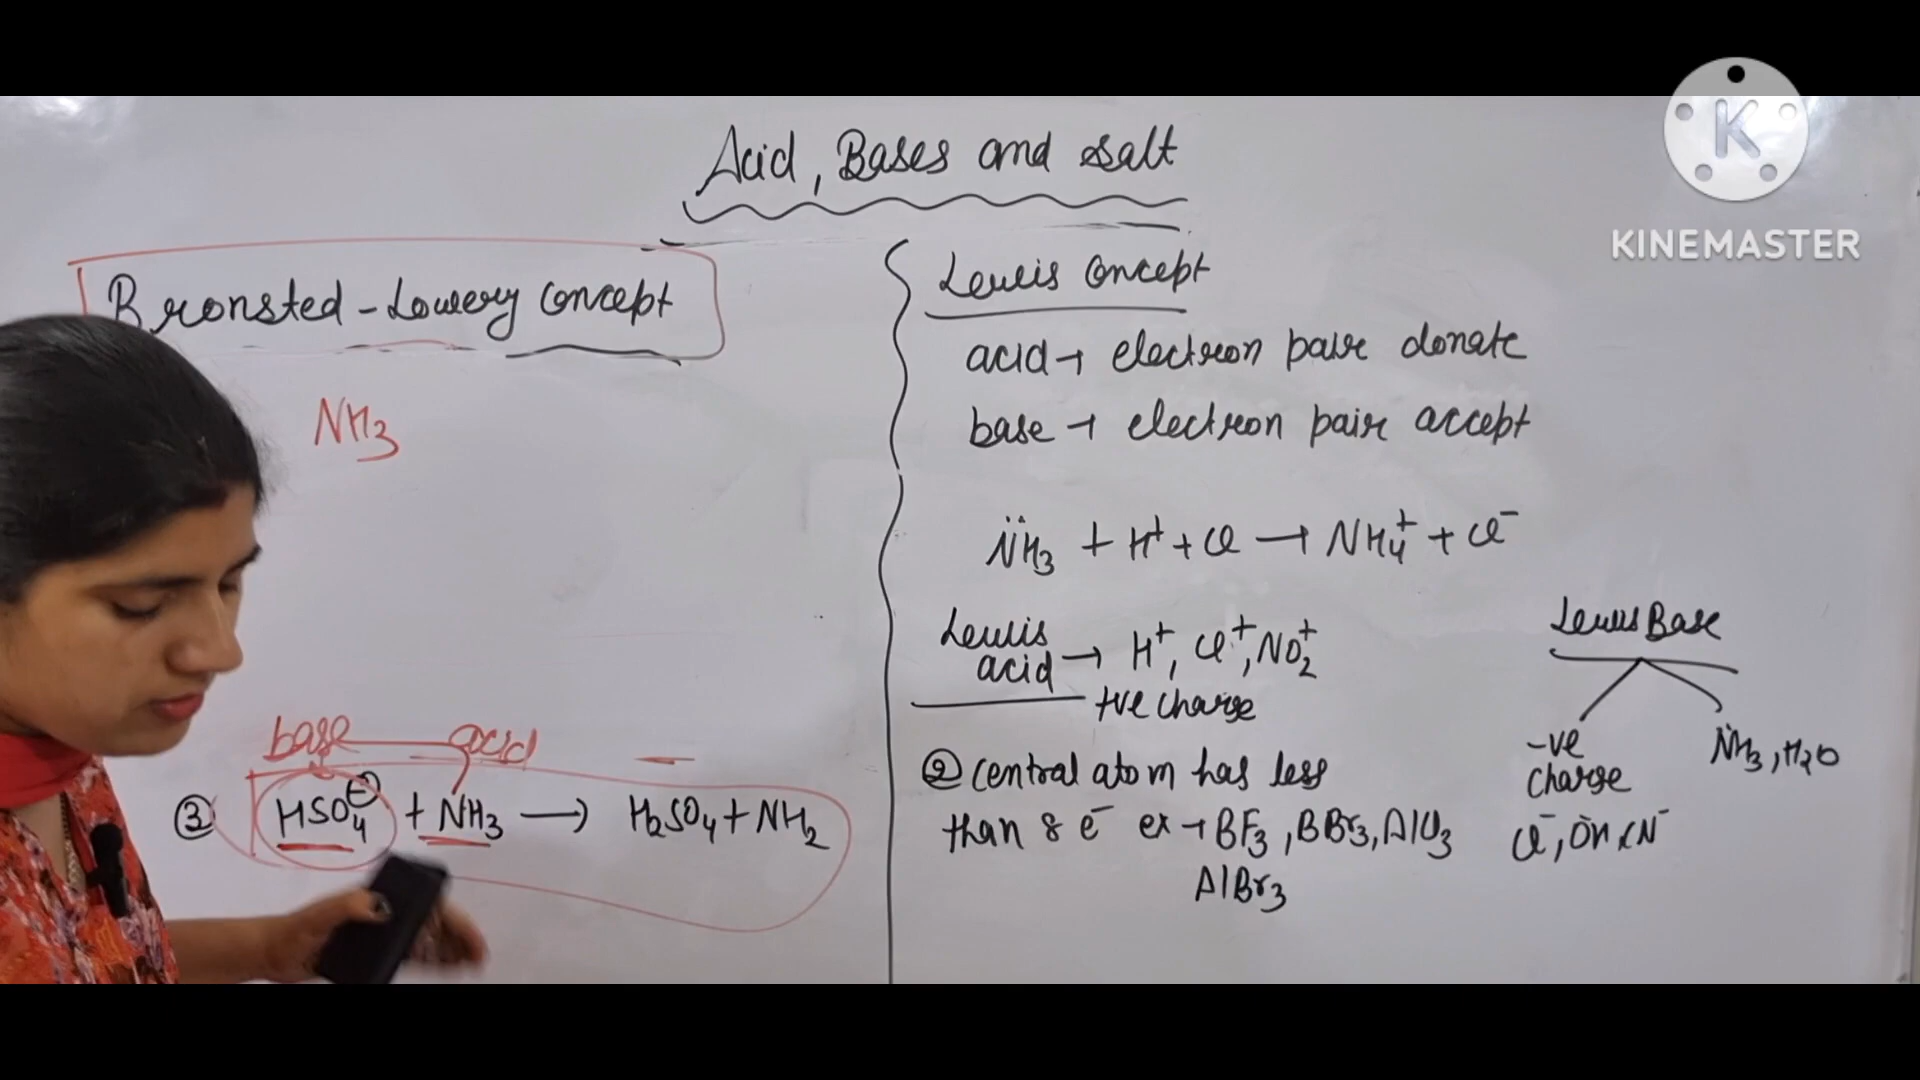 Acid, Bases and salt
Bronsted-Lowery concept
NH3
base acid
③ HSO4⊖ + NH3 → H2SO4 + NH2
Lewis Concept
acid → electron pair donate
base → electron pair accept
N̈H3 + H+ + Cl → NH4+ + Cl-
Lewis acid → H+, Cl+, NO2+
+ve charge
② central atom has less
than 8 e- ex → BF3, BBr3, AlCl3
AlBr3
Lewis Base
-ve charge
Cl-, OH-, CN-
N̈H3, H2O
K
KINEMASTER